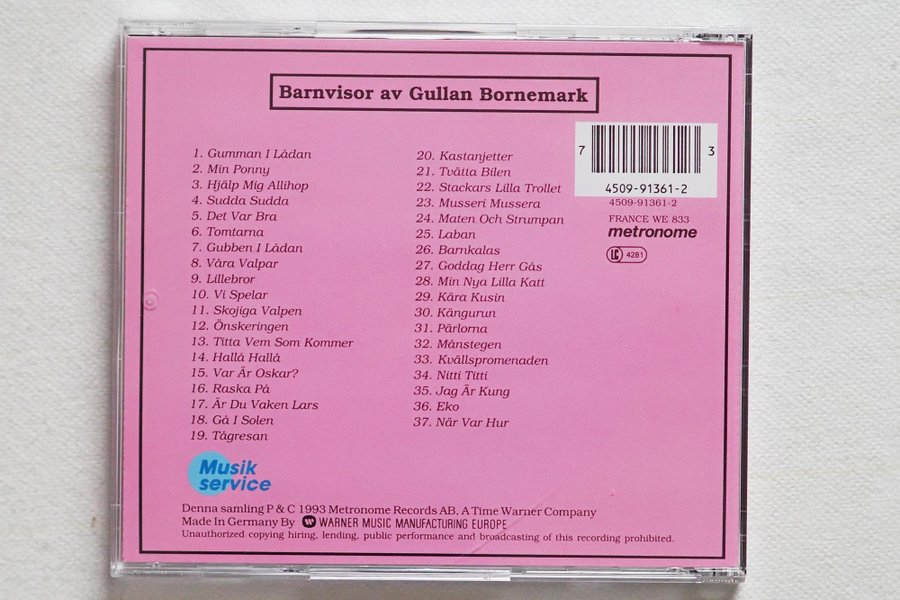 Barnvisor av Gullan Bornemark
1. Gumman I Lådan
2. Min Ponny
3. Hjälp Mig Allihop
4. Sudda Sudda
5. Det Var Bra
6. Tomtarna
7. Gubben I Lådan
8. Våra Valpar
9. Lillebror
10. Vi Spelar
11. Skojiga Valpen
12. Önskeringen
13. Titta Vem Som Kommer
14. Hallå Hallå
15. Var Är Oskar?
16. Raska På
17. Är Du Vaken Lars
18. Gå I Solen
19. Tågresan
20. Kastanjetter
21. Tvätta Bilen
22. Stackars Lilla Trollet
23. Musseri Mussera
24. Maten Och Strumpan
25. Laban
26. Barnkalas
27. Goddag Herr Gås
28. Min Nya Lilla Katt
29. Kära Kusin
30. Kängurun
31. Pärlorna
32. Månstegen
33. Kvällspromenaden
34. Nitti Titti
35. Jag Är Kung
36. Eko
37. När Var Hur
7 3
4509-91361-2
4509-91361-2
FRANCE WE 833
metronome
LC 4281
Musik
service
Denna samling P & C 1993 Metronome Records AB, A Time Warner Company
Made In Germany By WARNER MUSIC MANUFACTURING EUROPE
Unauthorized copying hiring, lending, public performance and broadcasting of this recording prohibited.